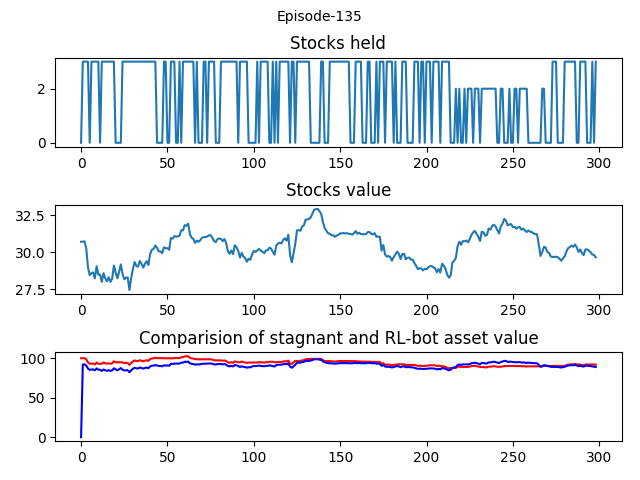 Episode-135
Stocks held
2
0
0 50 100 150 200 250 300
Stocks value
32.5
30.0
27.5
0 50 100 150 200 250 300
Comparision of stagnant and RL-bot asset value
100
50
0
0 50 100 150 200 250 300